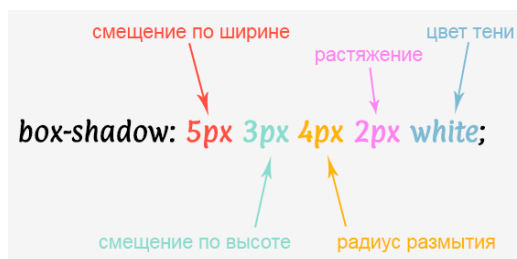 смещение по ширине
цвет тени
растяжение
box-shadow: 5px 3px 4px 2px white;
смещение по высоте
радиус размытия